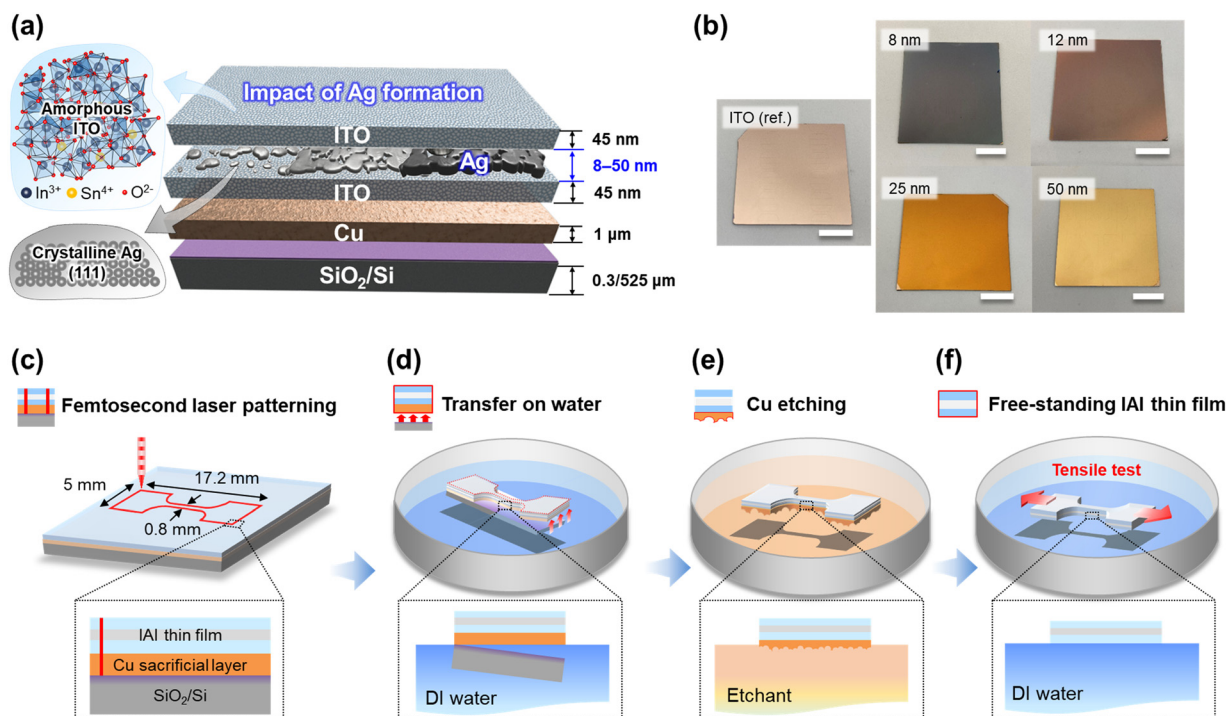 (a)
Impact of Ag formation
Amorphous
ITO
In³⁺ Sn⁴⁺ O²⁻
Crystalline Ag
(111)
ITO
45 nm
Ag
8–50 nm
ITO
45 nm
Cu
1 μm
SiO₂/Si
0.3/525 μm
(b)
ITO (ref.)
8 nm
12 nm
25 nm
50 nm
(c)
Femtosecond laser patterning
5 mm
17.2 mm
0.8 mm
IAI thin film
Cu sacrificial layer
SiO₂/Si
(d)
Transfer on water
DI water
(e)
Cu etching
Etchant
(f)
Free-standing IAI thin film
Tensile test
DI water